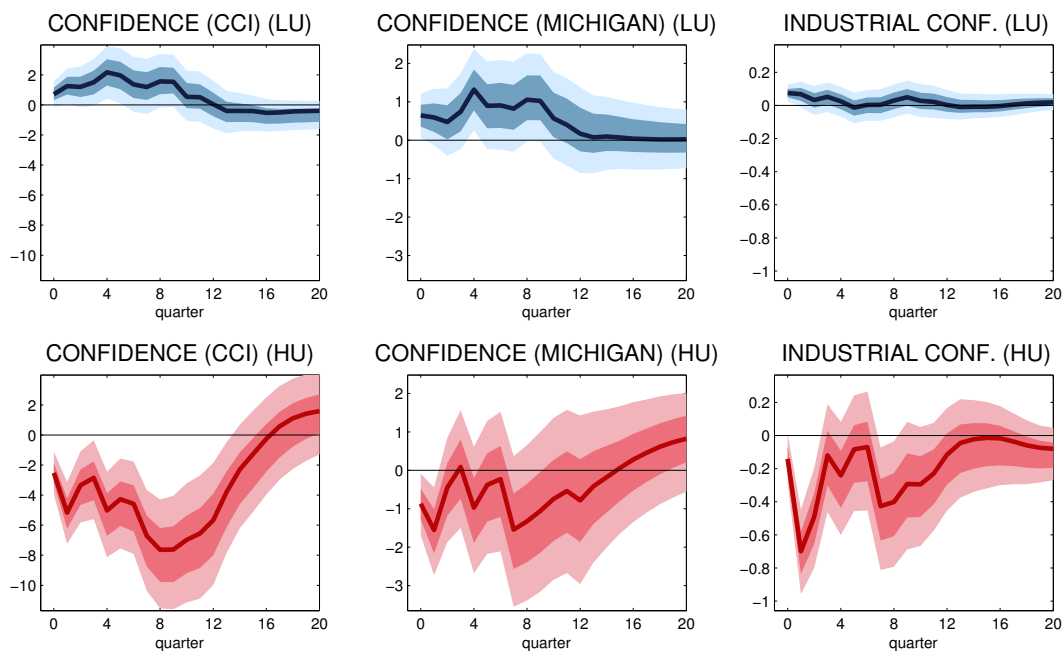 CONFIDENCE (CCI) (LU)
2
0
−2
−4
−6
−8
−10
0 4 8 12 16 20
quarter
CONFIDENCE (MICHIGAN) (LU)
2
1
0
−1
−2
−3
0 4 8 12 16 20
quarter
INDUSTRIAL CONF. (LU)
0.2
0
−0.2
−0.4
−0.6
−0.8
−1
0 4 8 12 16 20
quarter
CONFIDENCE (CCI) (HU)
2
0
−2
−4
−6
−8
−10
0 4 8 12 16 20
quarter
CONFIDENCE (MICHIGAN) (HU)
2
1
0
−1
−2
−3
0 4 8 12 16 20
quarter
INDUSTRIAL CONF. (HU)
0.2
0
−0.2
−0.4
−0.6
−0.8
−1
0 4 8 12 16 20
quarter